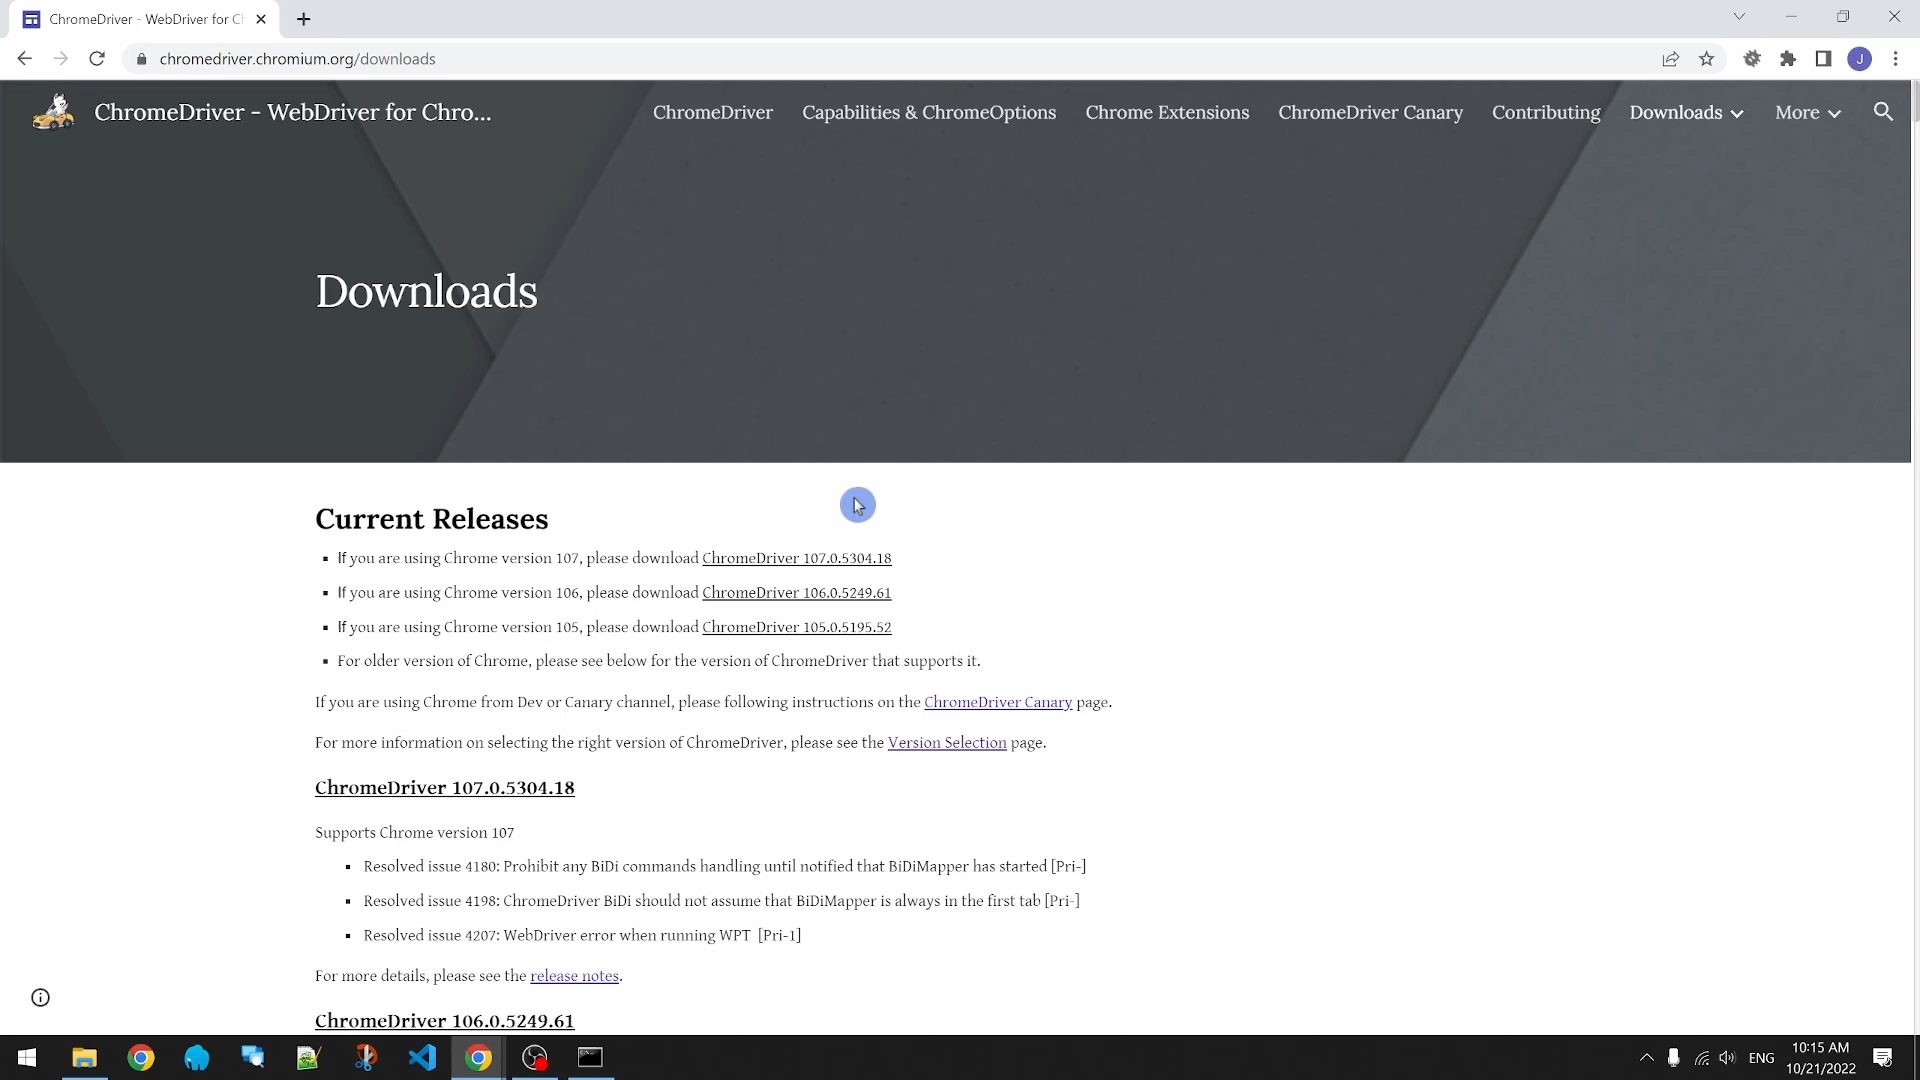 ChromeDriver - WebDriver for Ch
chromedriver.chromium.org/downloads
J
ChromeDriver - WebDriver for Chro...
ChromeDriver
Capabilities & ChromeOptions
Chrome Extensions
ChromeDriver Canary
Contributing
Downloads
More
Downloads
Current Releases
If you are using Chrome version 107, please download ChromeDriver 107.0.5304.18
If you are using Chrome version 106, please download ChromeDriver 106.0.5249.61
If you are using Chrome version 105, please download ChromeDriver 105.0.5195.52
For older version of Chrome, please see below for the version of ChromeDriver that supports it.
If you are using Chrome from Dev or Canary channel, please following instructions on the ChromeDriver Canary page.
For more information on selecting the right version of ChromeDriver, please see the Version Selection page.
ChromeDriver 107.0.5304.18
Supports Chrome version 107
Resolved issue 4180: Prohibit any BiDi commands handling until notified that BiDiMapper has started [Pri-]
Resolved issue 4198: ChromeDriver BiDi should not assume that BiDiMapper is always in the first tab [Pri-]
Resolved issue 4207: WebDriver error when running WPT [Pri-1]
For more details, please see the release notes.
ChromeDriver 106.0.5249.61
ENG
10:15 AM
10/21/2022